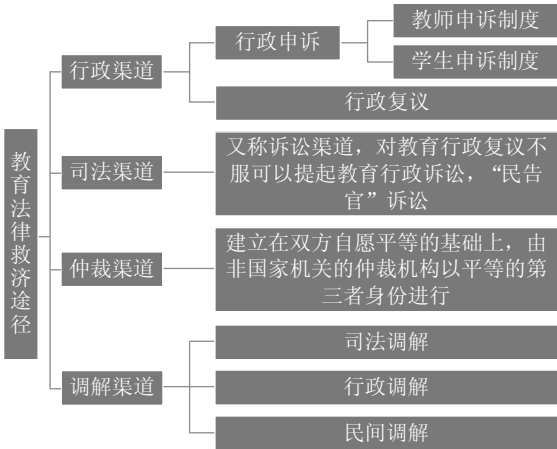 教育法律救济途径
行政渠道
行政申诉
教师申诉制度
学生申诉制度
行政复议
司法渠道
又称诉讼渠道，对教育行政复议不
服可以提起教育行政诉讼，“民告
官”诉讼
仲裁渠道
建立在双方自愿平等的基础上，由
非国家机关的仲裁机构以平等的第
三者身份进行
调解渠道
司法调解
行政调解
民间调解